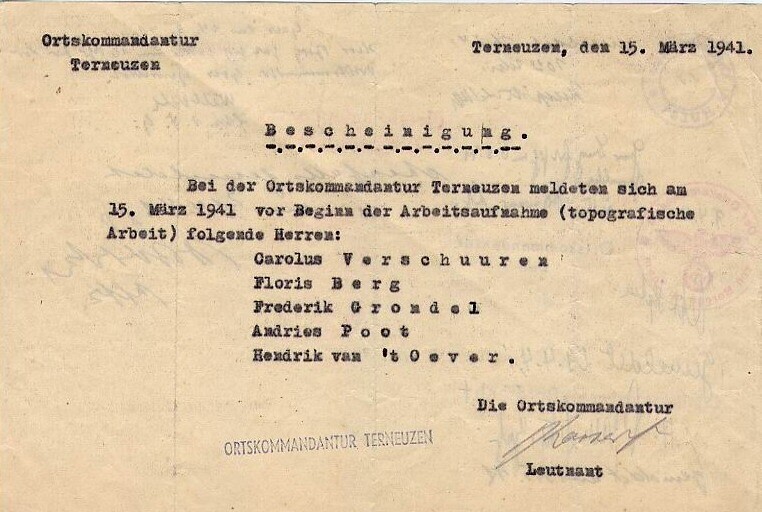 Ortskommandantur
Terneuzen
Terneuzen, den 15. März 1941.
Bescheinigung.
Bei der Ortskommandantur Terneuzen meldeten sich am
15. März 1941 vor Beginn der Arbeitsaufnahme (topografische
Arbeit) folgende Herren:
Carolus Verschuuren
Floris Berg
Frederik Grondel
Andries Poot
Hendrik van 't Oever.
Die Ortskommandantur
ORTSKOMMANDANTUR TERNEUZEN
Leutnant